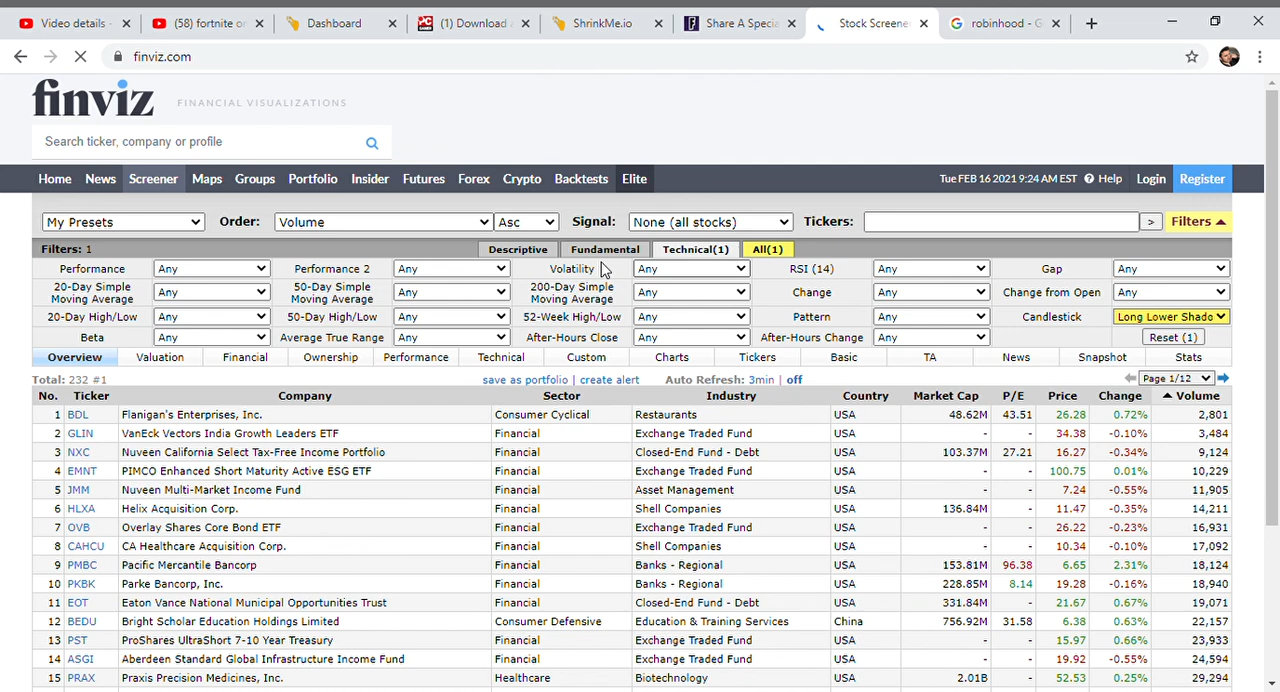 Video details - (58) fortnite or Dashboard (1) Download a ShrinkMe.io Share A Specia Stock Screener robinhood - G
finviz.com
finviz FINANCIAL VISUALIZATIONS
Search ticker, company or profile
Home News Screener Maps Groups Portfolio Insider Futures Forex Crypto Backtests Elite Tue FEB 16 2021 9:24 AM EST Help Login Register
My Presets Order: Volume Asc Signal: None (all stocks) Tickers: > Filters
Filters: 1 Descriptive Fundamental Technical(1) All(1)
Performance Any Performance 2 Any Volatility Any RSI (14) Any Gap Any
20-Day Simple Moving Average Any 50-Day Simple Moving Average Any 200-Day Simple Moving Average Any Change Any Change from Open Any
20-Day High/Low Any 50-Day High/Low Any 52-Week High/Low Any Pattern Any Candlestick Long Lower Shado
Beta Any Average True Range Any After-Hours Close Any After-Hours Change Any Reset (1)
Overview Valuation Financial Ownership Performance Technical Custom Charts Tickers Basic TA News Snapshot Stats
Total: 232 #1 save as portfolio | create alert Auto Refresh: 3min | off Page 1/12
No. Ticker Company Sector Industry Country Market Cap P/E Price Change Volume
1 BDL Flanigan's Enterprises, Inc. Consumer Cyclical Restaurants USA 48.62M 43.51 26.28 0.72% 2,801
2 GLIN VanEck Vectors India Growth Leaders ETF Financial Exchange Traded Fund USA - - 34.38 -0.10% 3,484
3 NXC Nuveen California Select Tax-Free Income Portfolio Financial Closed-End Fund - Debt USA 103.37M 27.21 16.27 -0.34% 9,124
4 EMNT PIMCO Enhanced Short Maturity Active ESG ETF Financial Exchange Traded Fund USA - - 100.75 0.01% 10,229
5 JMM Nuveen Multi-Market Income Fund Financial Asset Management USA - - 7.24 -0.55% 11,905
6 HLXA Helix Acquisition Corp. Financial Shell Companies USA 136.84M - 11.47 -0.35% 14,211
7 OVB Overlay Shares Core Bond ETF Financial Exchange Traded Fund USA - - 26.22 -0.23% 16,931
8 CAHCU CA Healthcare Acquisition Corp. Financial Shell Companies USA - - 10.34 -0.10% 17,092
9 PMBC Pacific Mercantile Bancorp Financial Banks - Regional USA 153.81M 96.38 6.65 2.31% 18,124
10 PKBK Parke Bancorp, Inc. Financial Banks - Regional USA 228.85M 8.14 19.28 -0.16% 18,940
11 EOT Eaton Vance National Municipal Opportunities Trust Financial Closed-End Fund - Debt USA 331.84M - 21.67 0.67% 19,071
12 BEDU Bright Scholar Education Holdings Limited Consumer Defensive Education & Training Services China 756.92M 31.58 6.38 0.63% 22,157
13 PST ProShares UltraShort 7-10 Year Treasury Financial Exchange Traded Fund USA - - 15.97 0.66% 23,933
14 ASGI Aberdeen Standard Global Infrastructure Income Fund Financial Exchange Traded Fund USA - - 19.92 -0.55% 24,594
15 PRAX Praxis Precision Medicines, Inc. Healthcare Biotechnology USA 2.01B - 52.53 0.25% 29,294